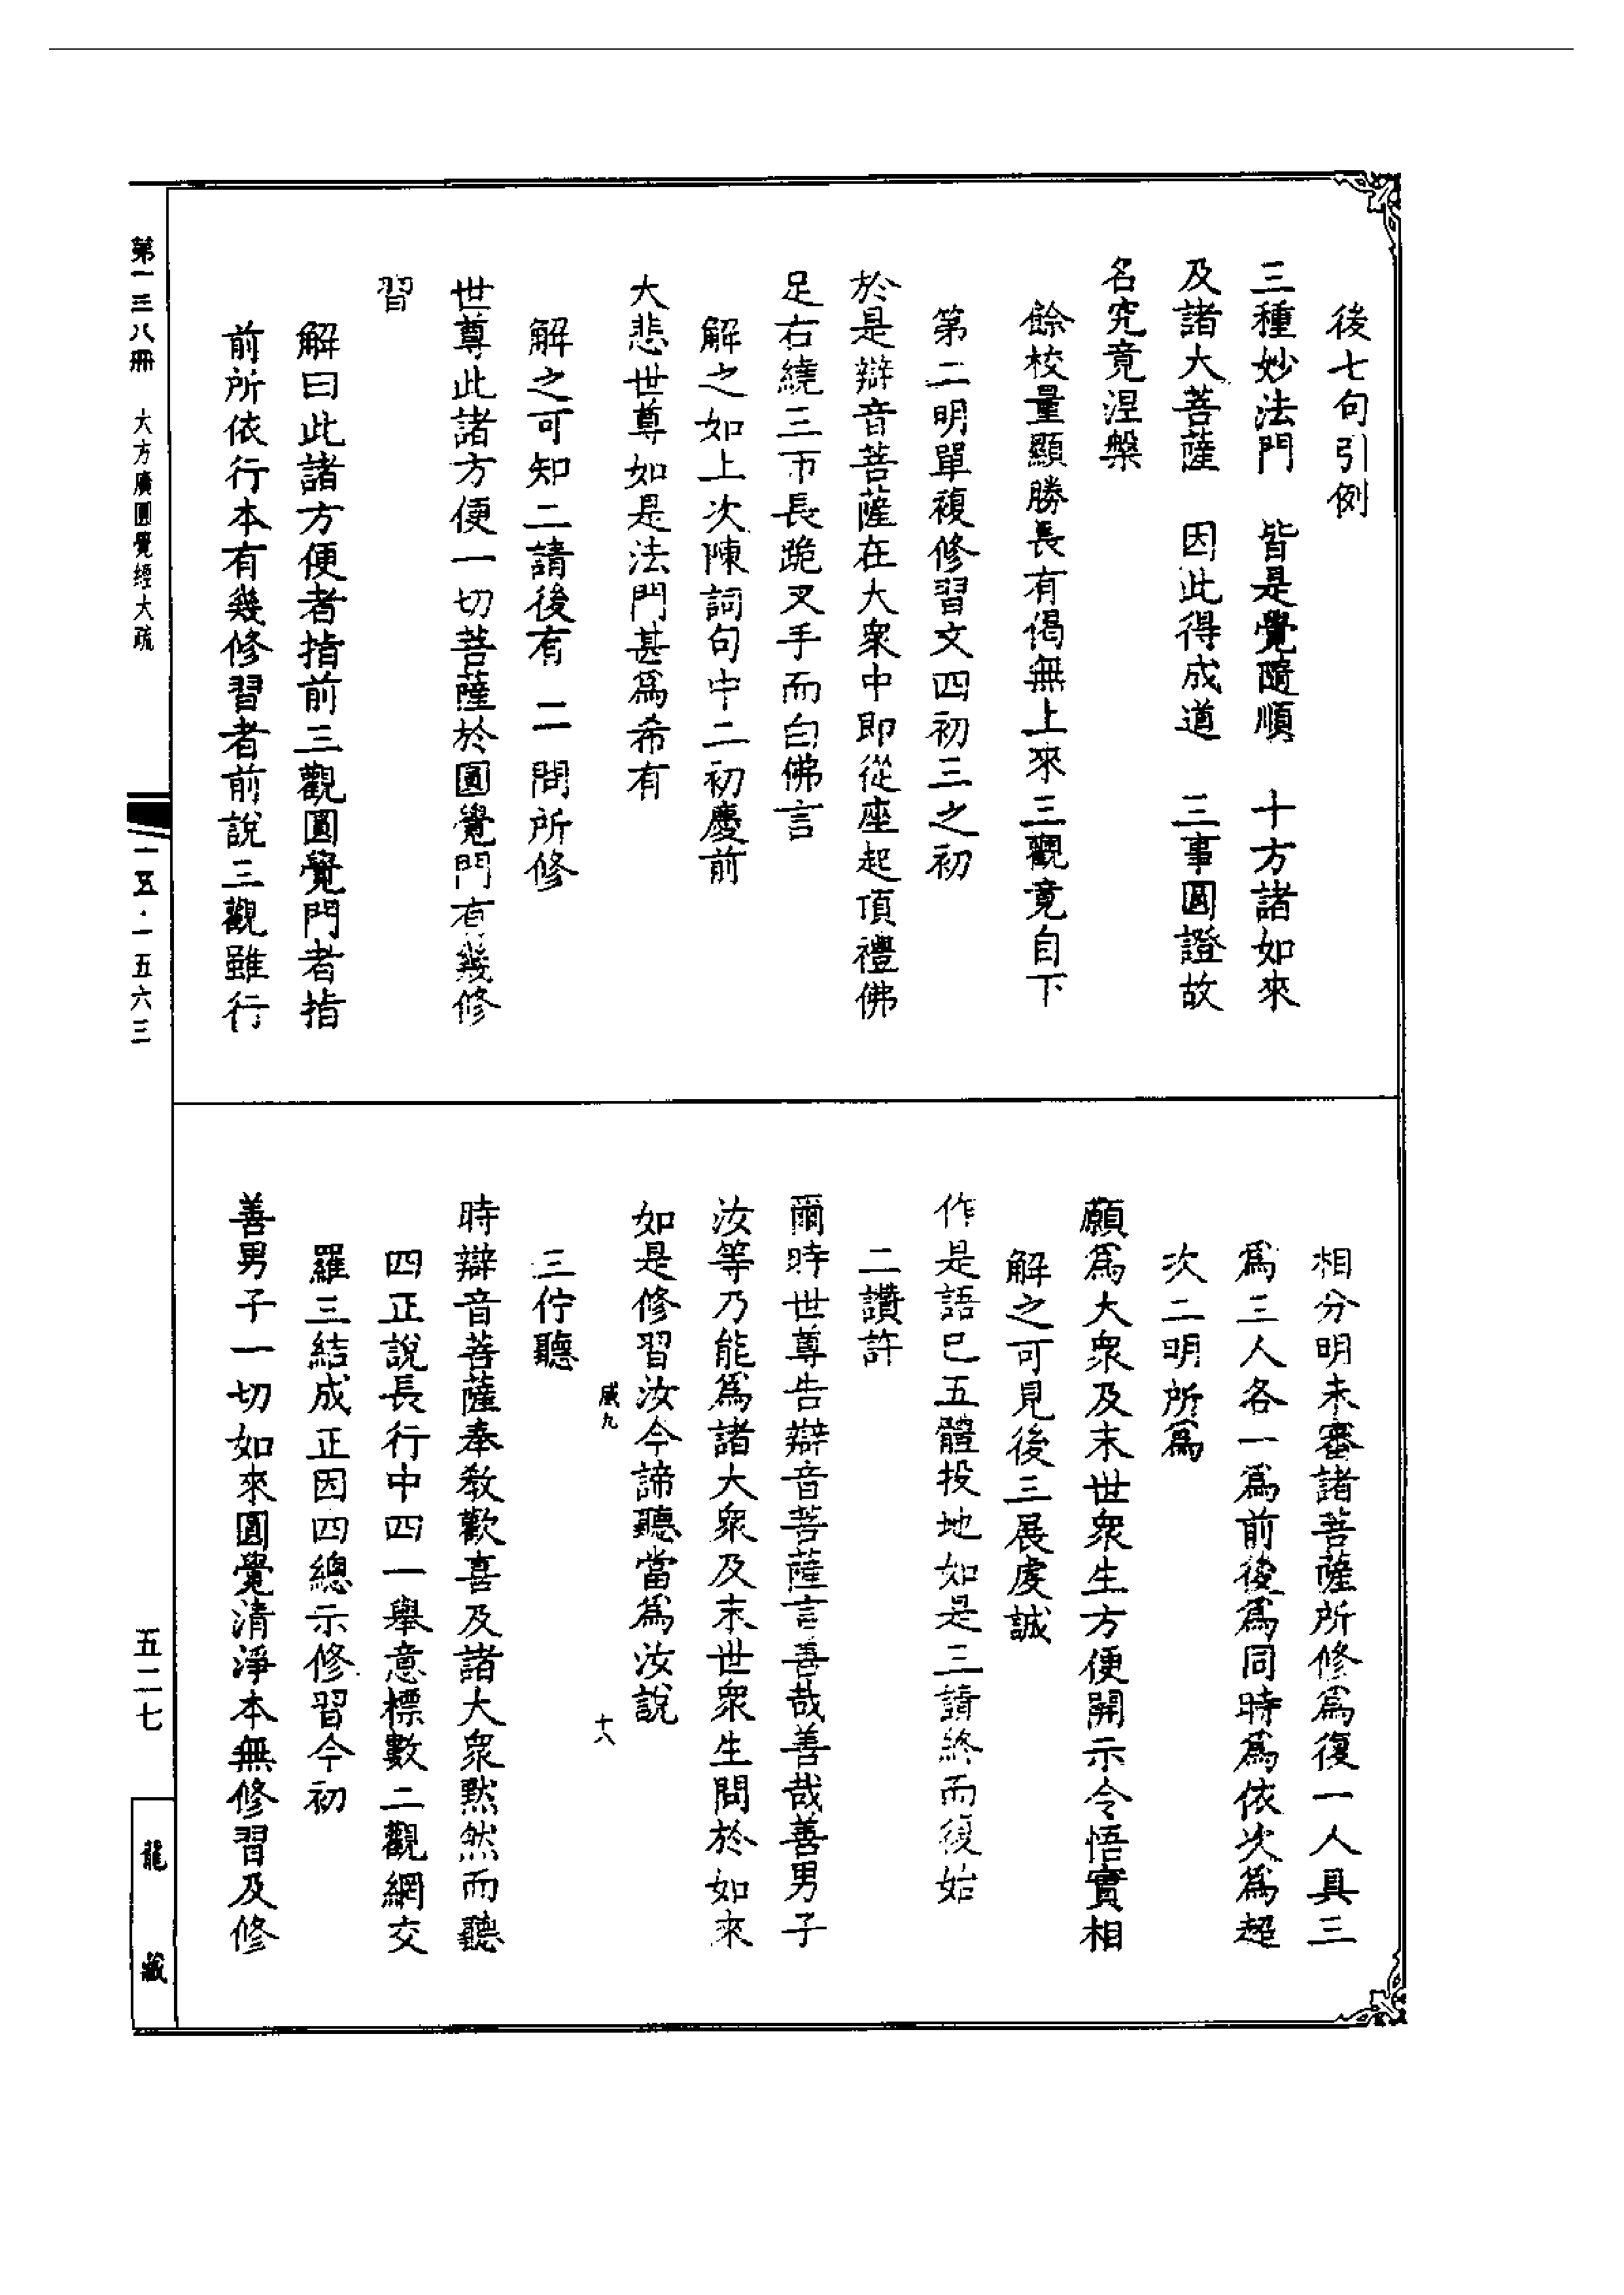 後七句引例
三種妙法門　皆是覺隨順　十方諸如來
及諸大菩薩　因此得成道　三事圓證故
名究竟涅槃
餘校量顯勝長有偈無上來三觀竟自下
第二明單複修習文四初三之初
於是辯音菩薩在大衆中即從座起頂禮佛
足右繞三帀長跪叉手而白佛言
解之如上次陳詞句中二初慶前
大悲世尊如是法門甚爲希有
解之可知二請後有二一問所修
世尊此諸方便一切菩薩於圓覺門有幾修
習
解曰此諸方便者指前三觀圓覺門者指
前所依行本有幾修習者前說三觀雖行
相分明未審諸菩薩所修爲復一人具三
爲三人各一爲前後爲同時爲依次爲超
次二明所爲
願爲大衆及末世衆生方便開示令悟實相
解之可見後三展虔誠
作是語已五體投地如是三請終而復始
二讚許
爾時世尊告辯音菩薩言善哉善哉善男子
汝等乃能爲諸大衆及末世衆生問於如來
如是修習汝今諦聽當爲汝說
咸九　十八
三佇聽
時辯音菩薩奉教歡喜及諸大衆默然而聽
四正說長行中四一舉意標數二觀網交
羅三結成正因四總示修習今初
善男子一切如來圓覺清淨本無修習及修
第一三八冊　大方廣圓覺經大疏
一五·一五六三
五二七
龍藏